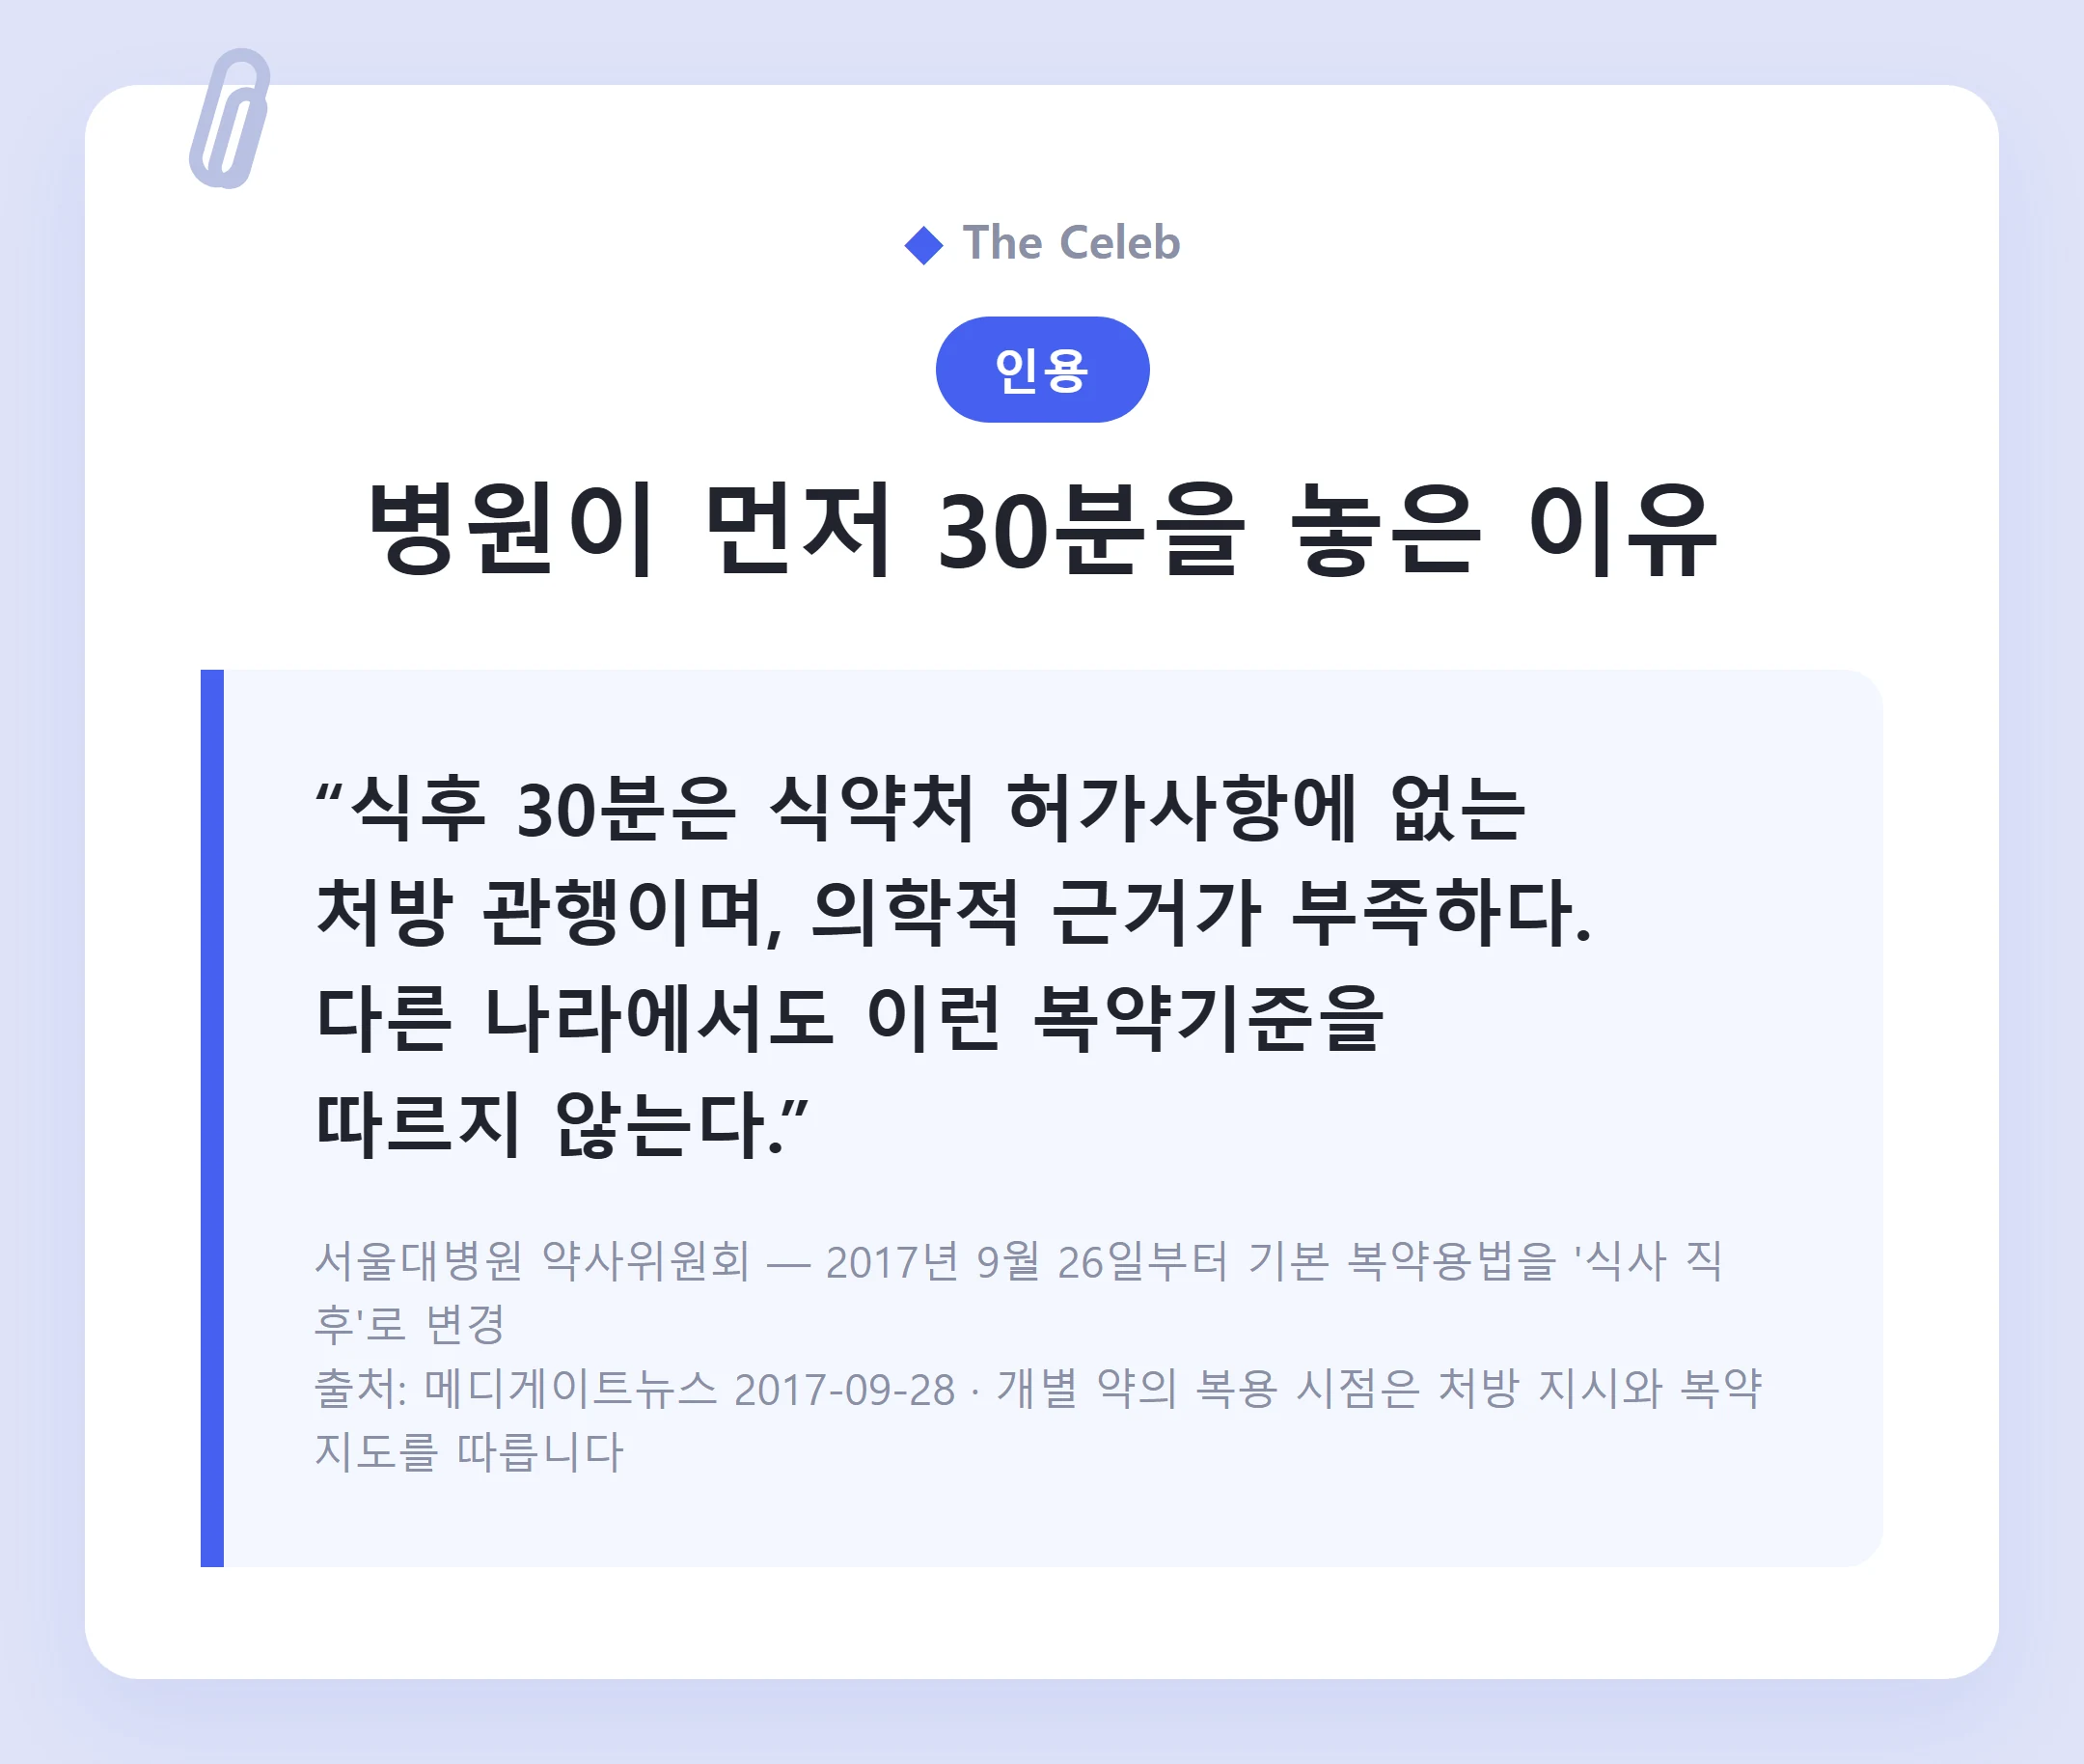 The Celeb
인용
병원이 먼저 30분을 놓은 이유
“식후 30분은 식약처 허가사항에 없는
처방 관행이며, 의학적 근거가 부족하다.
다른 나라에서도 이런 복약기준을
따르지 않는다.”
서울대병원 약사위원회 — 2017년 9월 26일부터 기본 복약용법을 '식사 직
후'로 변경
출처: 메디게이트뉴스 2017-09-28 · 개별 약의 복용 시점은 처방 지시와 복약
지도를 따릅니다